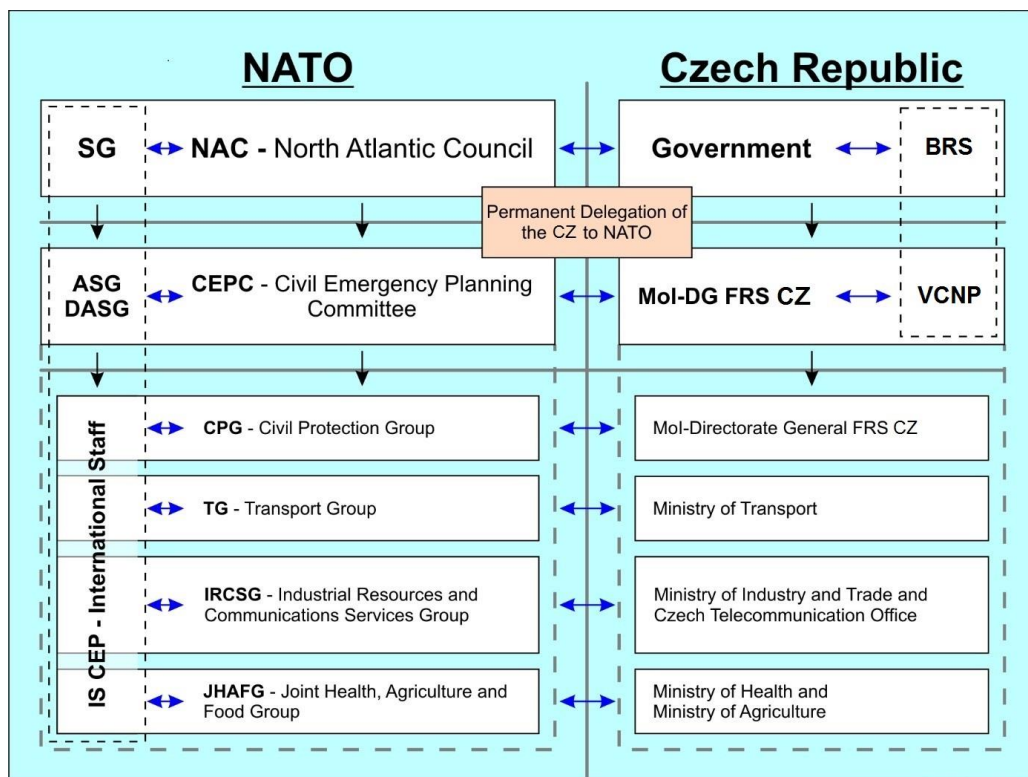 NATO
Czech Republic
SG
NAC - North Atlantic Council
Government
BRS
Permanent Delegation of
the CZ to NATO
ASG
DASG
CEPC - Civil Emergency Planning
Committee
MoI-DG FRS CZ
VCNP
IS CEP - International Staff
CPG - Civil Protection Group
MoI-Directorate General FRS CZ
TG - Transport Group
Ministry of Transport
IRCSG - Industrial Resources and
Communications Services Group
Ministry of Industry and Trade and
Czech Telecommunication Office
JHAFG - Joint Health, Agriculture and
Food Group
Ministry of Health and
Ministry of Agriculture